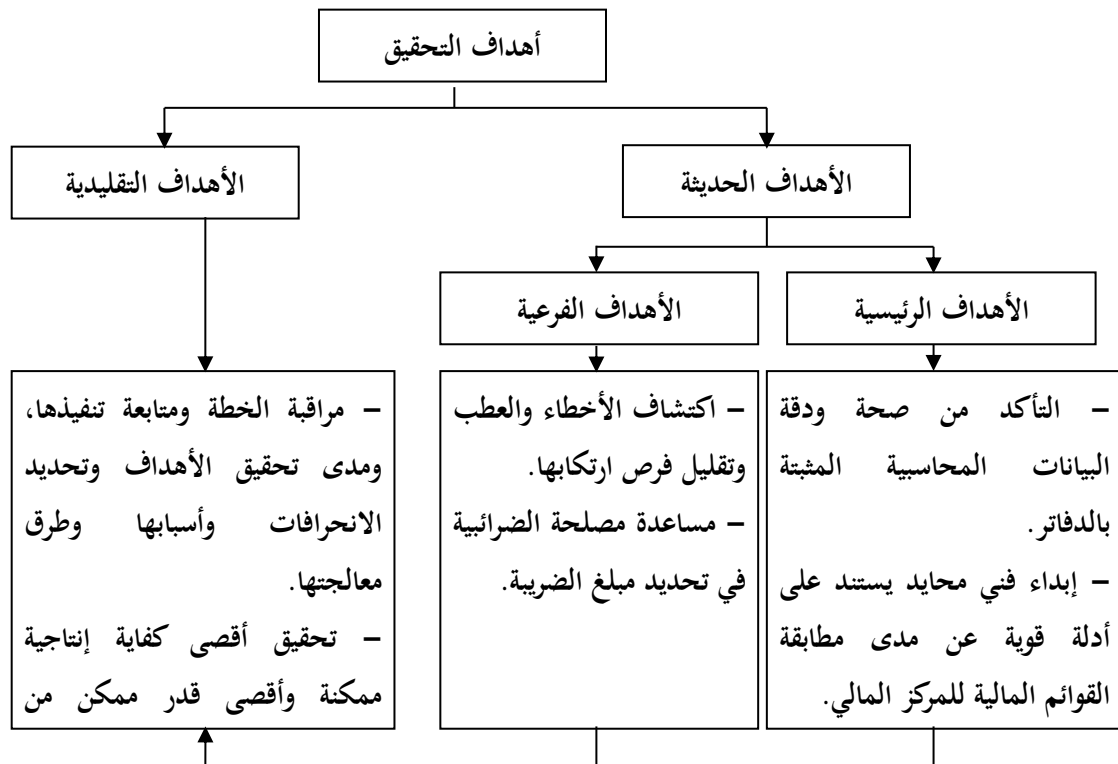 أهداف التحقيق
الأهداف الحديثة
الأهداف التقليدية
الأهداف الرئيسية
الأهداف الفرعية
– التأكد من صحة ودقة
البيانات المحاسبية المثبتة
بالدفاتر.
– إبداء فني محايد يستند على
أدلة قوية عن مدى مطابقة
القوائم المالية للمركز المالي.
– اكتشاف الأخطاء والعطب
وتقليل فرص ارتكابها.
– مساعدة مصلحة الضرائبية
في تحديد مبلغ الضريبة.
– مراقبة الخطة ومتابعة تنفيذها،
ومدى تحقيق الأهداف وتحديد
الانحرافات وأسبابها وطرق
معالجتها.
– تحقيق أقصى كفاية إنتاجية
ممكنة وأقصى قدر ممكن من